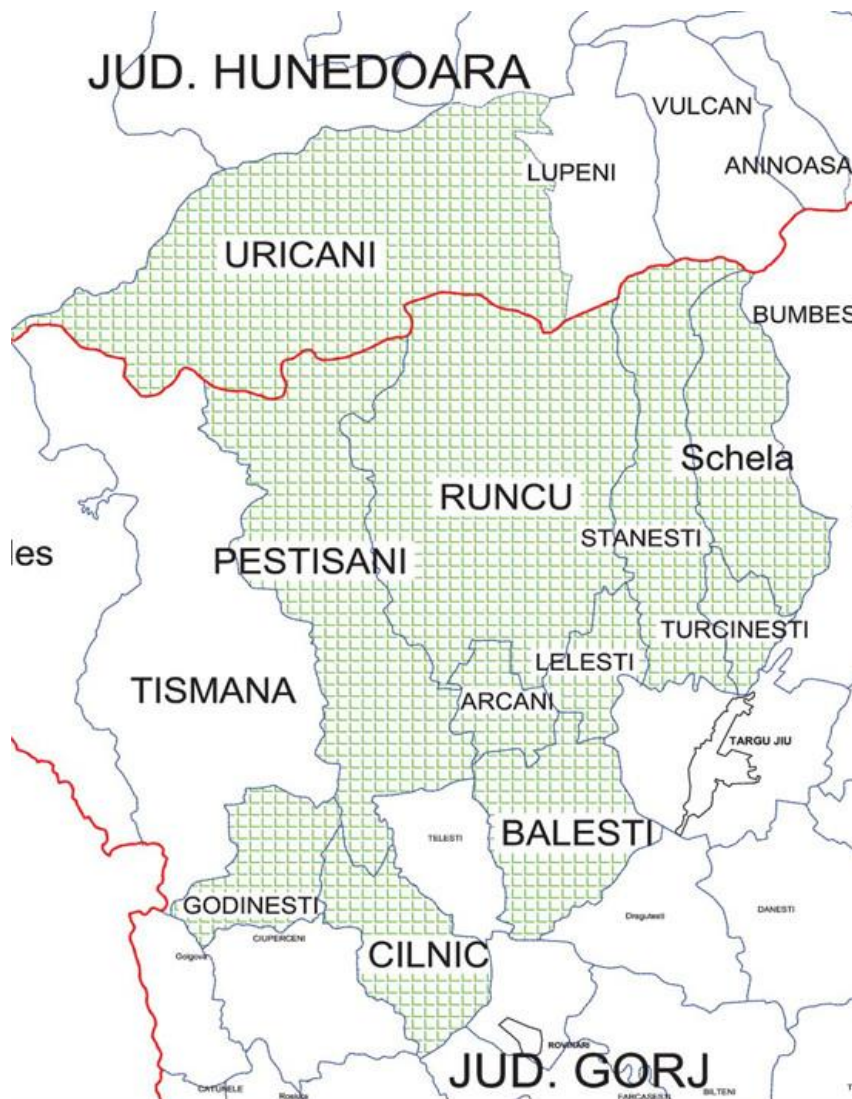 JUD. HUNEDOARA
VULCAN
LUPENI
ANINOASA
URICANI
BUMBES
Schela
RUNCU
STANESTI
les
PESTISANI
TURCINESTI
LELESTI
TISMANA
ARCANI
TARGU JIU
BALESTI
TELESTI
GODINESTI
DANESTI
Dragutesti
CIUPERCENI
CILNIC
Golgova
ROVINARI
JUD. GORJ
CATUNELE
Rosiuta
FARCASESTI
BILTENI
T